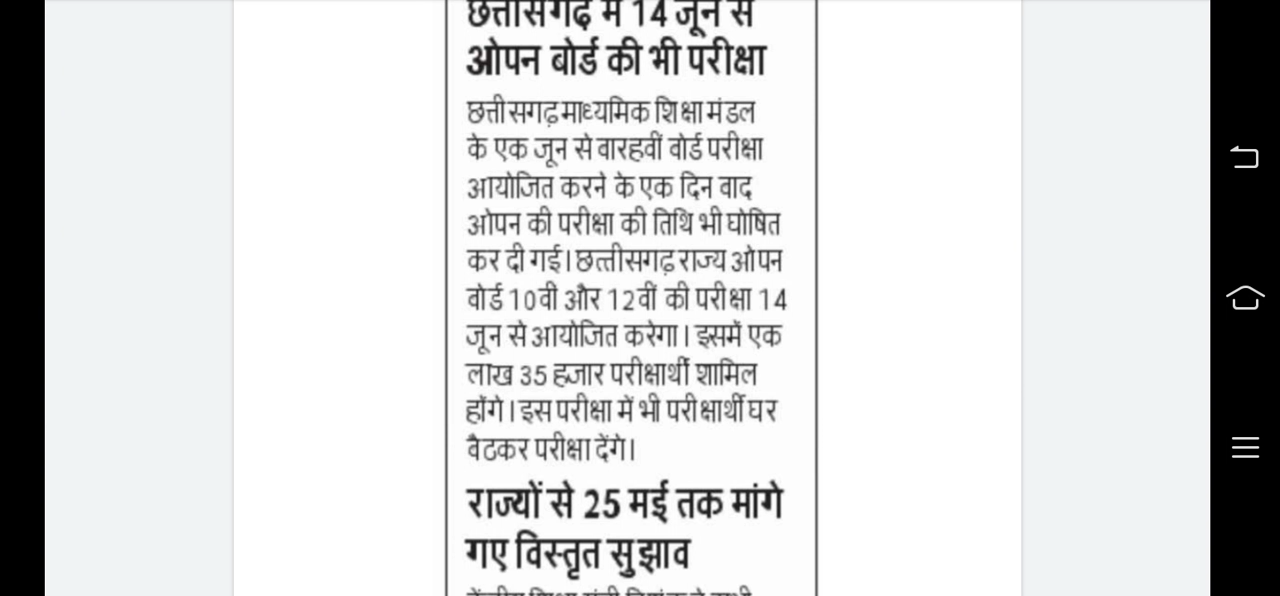 छत्तीसगढ़ में 14 जून से
ओपन बोर्ड की भी परीक्षा
छत्तीसगढ़ माध्यमिक शिक्षा मंडल
के एक जून से वारहवीं वोर्ड परीक्षा
आयोजित करने के एक दिन वाद
ओपन की परीक्षा की तिथि भी घोषित
कर दी गई। छत्तीसगढ़ राज्य ओपन
वोर्ड 10वी और 12वीं की परीक्षा 14
जून से आयोजित करेगा। इसमें एक
लाख 35 हजार परीक्षार्थी शामिल
होंगे। इस परीक्षा में भी परीक्षार्थी घर
वैठकर परीक्षा देंगे।
राज्यों से 25 मई तक मांगे
गए विस्तृत सुझाव